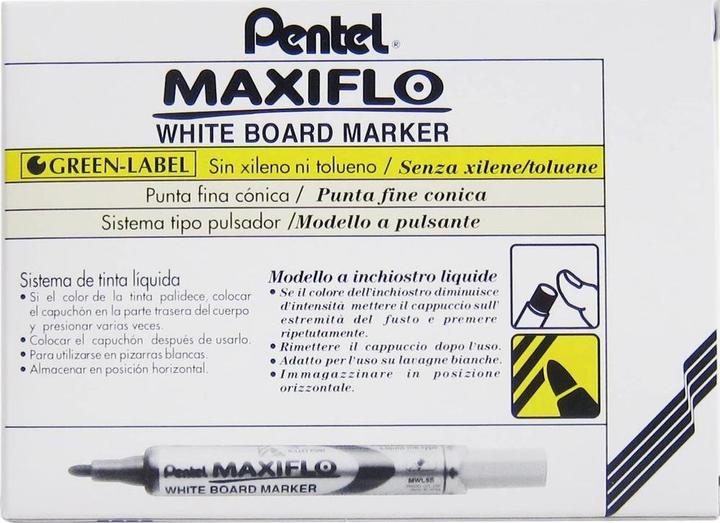 Pentel®
MAXIFLO
WHITE BOARD MARKER
GREEN-LABEL Sin xileno ni tolueno / Senza xilene/toluene
Punta fina cónica / Punta fine conica
Sistema tipo pulsador /Modello a pulsante
Sistema de tinta líquida
• Si el color de la tinta palidece, colocar
el capuchón en la parte trasera del cuerpo
y presionar varias veces.
• Colocar el capuchón después de usarlo.
• Para utilizarse en pizarras blancas.
• Almacenar en posición horizontal.
Modello a inchiostro liquide
• Se il colore dell'inchiostro diminuisce
d'intensità mettere il cappuccio sull'
estremità del fusto e premere
ripetutamente.
• Rimettere il cappuccio dopo l'uso.
• Adatto per l'uso su lavagne bianche.
• Immagazzinare in posizione
orizzontale.
Pentel MAXIFLO
WHITE BOARD MARKER
BULLET POINT